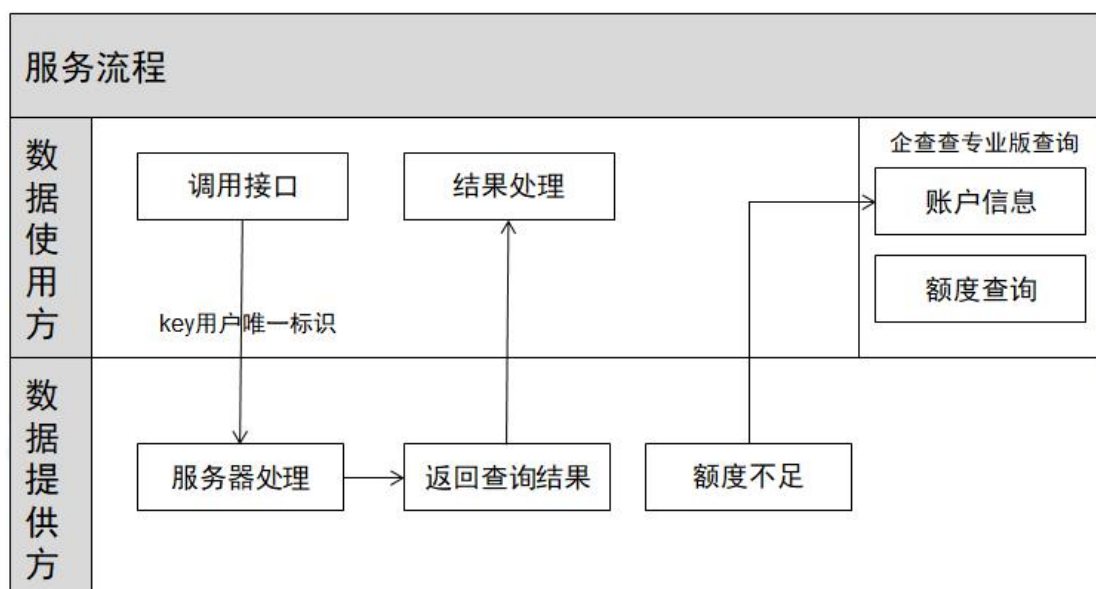 服务流程
数据使用方
调用接口
结果处理
企查查专业版查询
账户信息
额度查询
key用户唯一标识
数据提供方
服务器处理
返回查询结果
额度不足